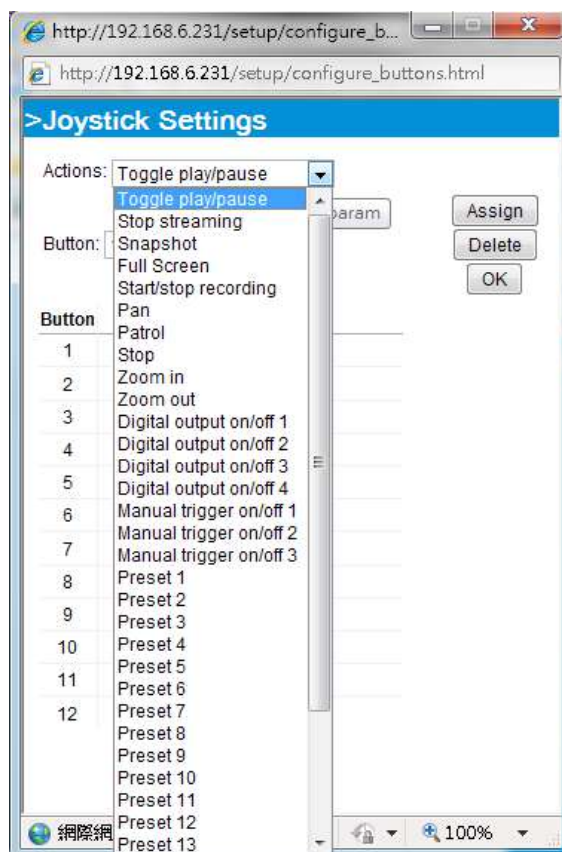 http://192.168.6.231/setup/configure_b...
http://192.168.6.231/setup/configure_buttons.html
>Joystick Settings
Actions: Toggle play/pause
Toggle play/pause
Stop streaming
param
Assign
Button:
Snapshot
Delete
Full Screen
OK
Start/stop recording
Button
Pan
Patrol
1
Stop
2
Zoom in
Zoom out
3
Digital output on/off 1
4
Digital output on/off 2
Digital output on/off 3
5
Digital output on/off 4
6
Manual trigger on/off 1
Manual trigger on/off 2
7
Manual trigger on/off 3
8
Preset 1
Preset 2
9
Preset 3
10
Preset 4
Preset 5
11
Preset 6
12
Preset 7
Preset 8
Preset 9
Preset 10
Preset 11
網際網
Preset 12
100%
Preset 13